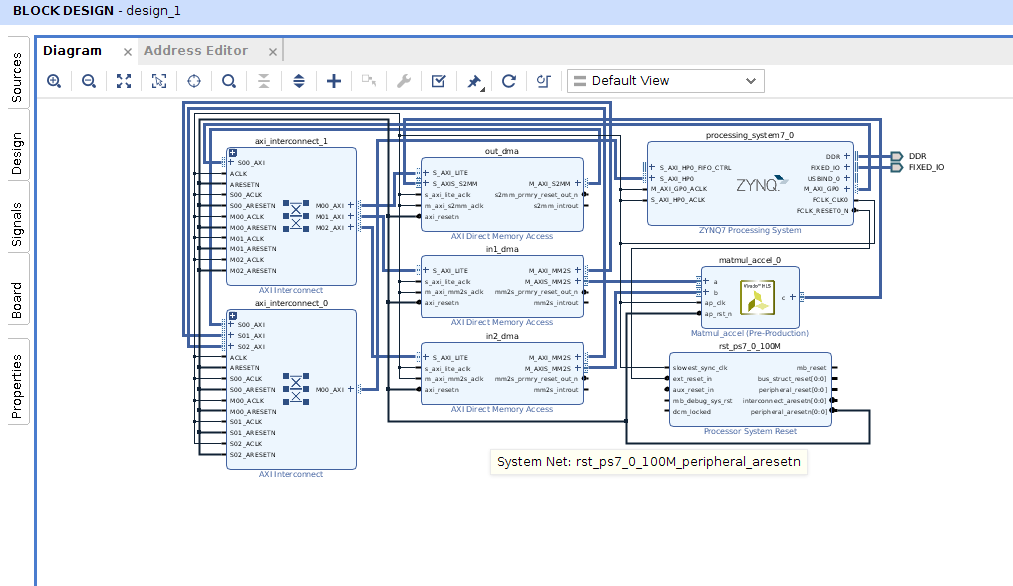 BLOCK DESIGN - design_1
Sources
Design
Signals
Board
Properties
Diagram
Address Editor
Default View
axi_interconnect_1
S00_AXI
ACLK
ARESETN
S00_ACLK
S00_ARESETN
M00_ACLK
M00_ARESETN
M01_ACLK
M01_ARESETN
M02_ACLK
M02_ARESETN
M00_AXI
M01_AXI
M02_AXI
AXI Interconnect
axi_interconnect_0
S00_AXI
S01_AXI
S02_AXI
ACLK
ARESETN
S00_ACLK
S00_ARESETN
M00_ACLK
M00_ARESETN
S01_ACLK
S01_ARESETN
S02_ACLK
S02_ARESETN
M00_AXI
AXI Interconnect
out_dma
S_AXI_LITE
S_AXIS_S2MM
s_axi_lite_aclk
m_axi_s2mm_aclk
axi_resetn
M_AXI_S2MM
s2mm_prmry_reset_out_n
s2mm_introut
AXI Direct Memory Access
in1_dma
S_AXI_LITE
s_axi_lite_aclk
m_axi_mm2s_aclk
axi_resetn
M_AXI_MM2S
M_AXIS_MM2S
mm2s_prmry_reset_out_n
mm2s_introut
AXI Direct Memory Access
in2_dma
S_AXI_LITE
s_axi_lite_aclk
m_axi_mm2s_aclk
axi_resetn
M_AXI_MM2S
M_AXIS_MM2S
mm2s_prmry_reset_out_n
mm2s_introut
AXI Direct Memory Access
processing_system7_0
S_AXI_HP0_FIFO_CTRL
S_AXI_HP0
M_AXI_GP0_ACLK
S_AXI_HP0_ACLK
ZYNQ
DDR
FIXED_IO
USBIND_0
M_AXI_GP0
FCLK_CLK0
FCLK_RESET0_N
ZYNQ7 Processing System
DDR
FIXED_IO
matmul_accel_0
a
b
ap_clk
ap_rst_n
Vivado HLS
c
Matmul_accel (Pre-Production)
rst_ps7_0_100M
slowest_sync_clk
ext_reset_in
aux_reset_in
mb_debug_sys_rst
dcm_locked
mb_reset
bus_struct_reset[0:0]
peripheral_reset[0:0]
interconnect_aresetn[0:0]
peripheral_aresetn[0:0]
Processor System Reset
System Net: rst_ps7_0_100M_peripheral_aresetn